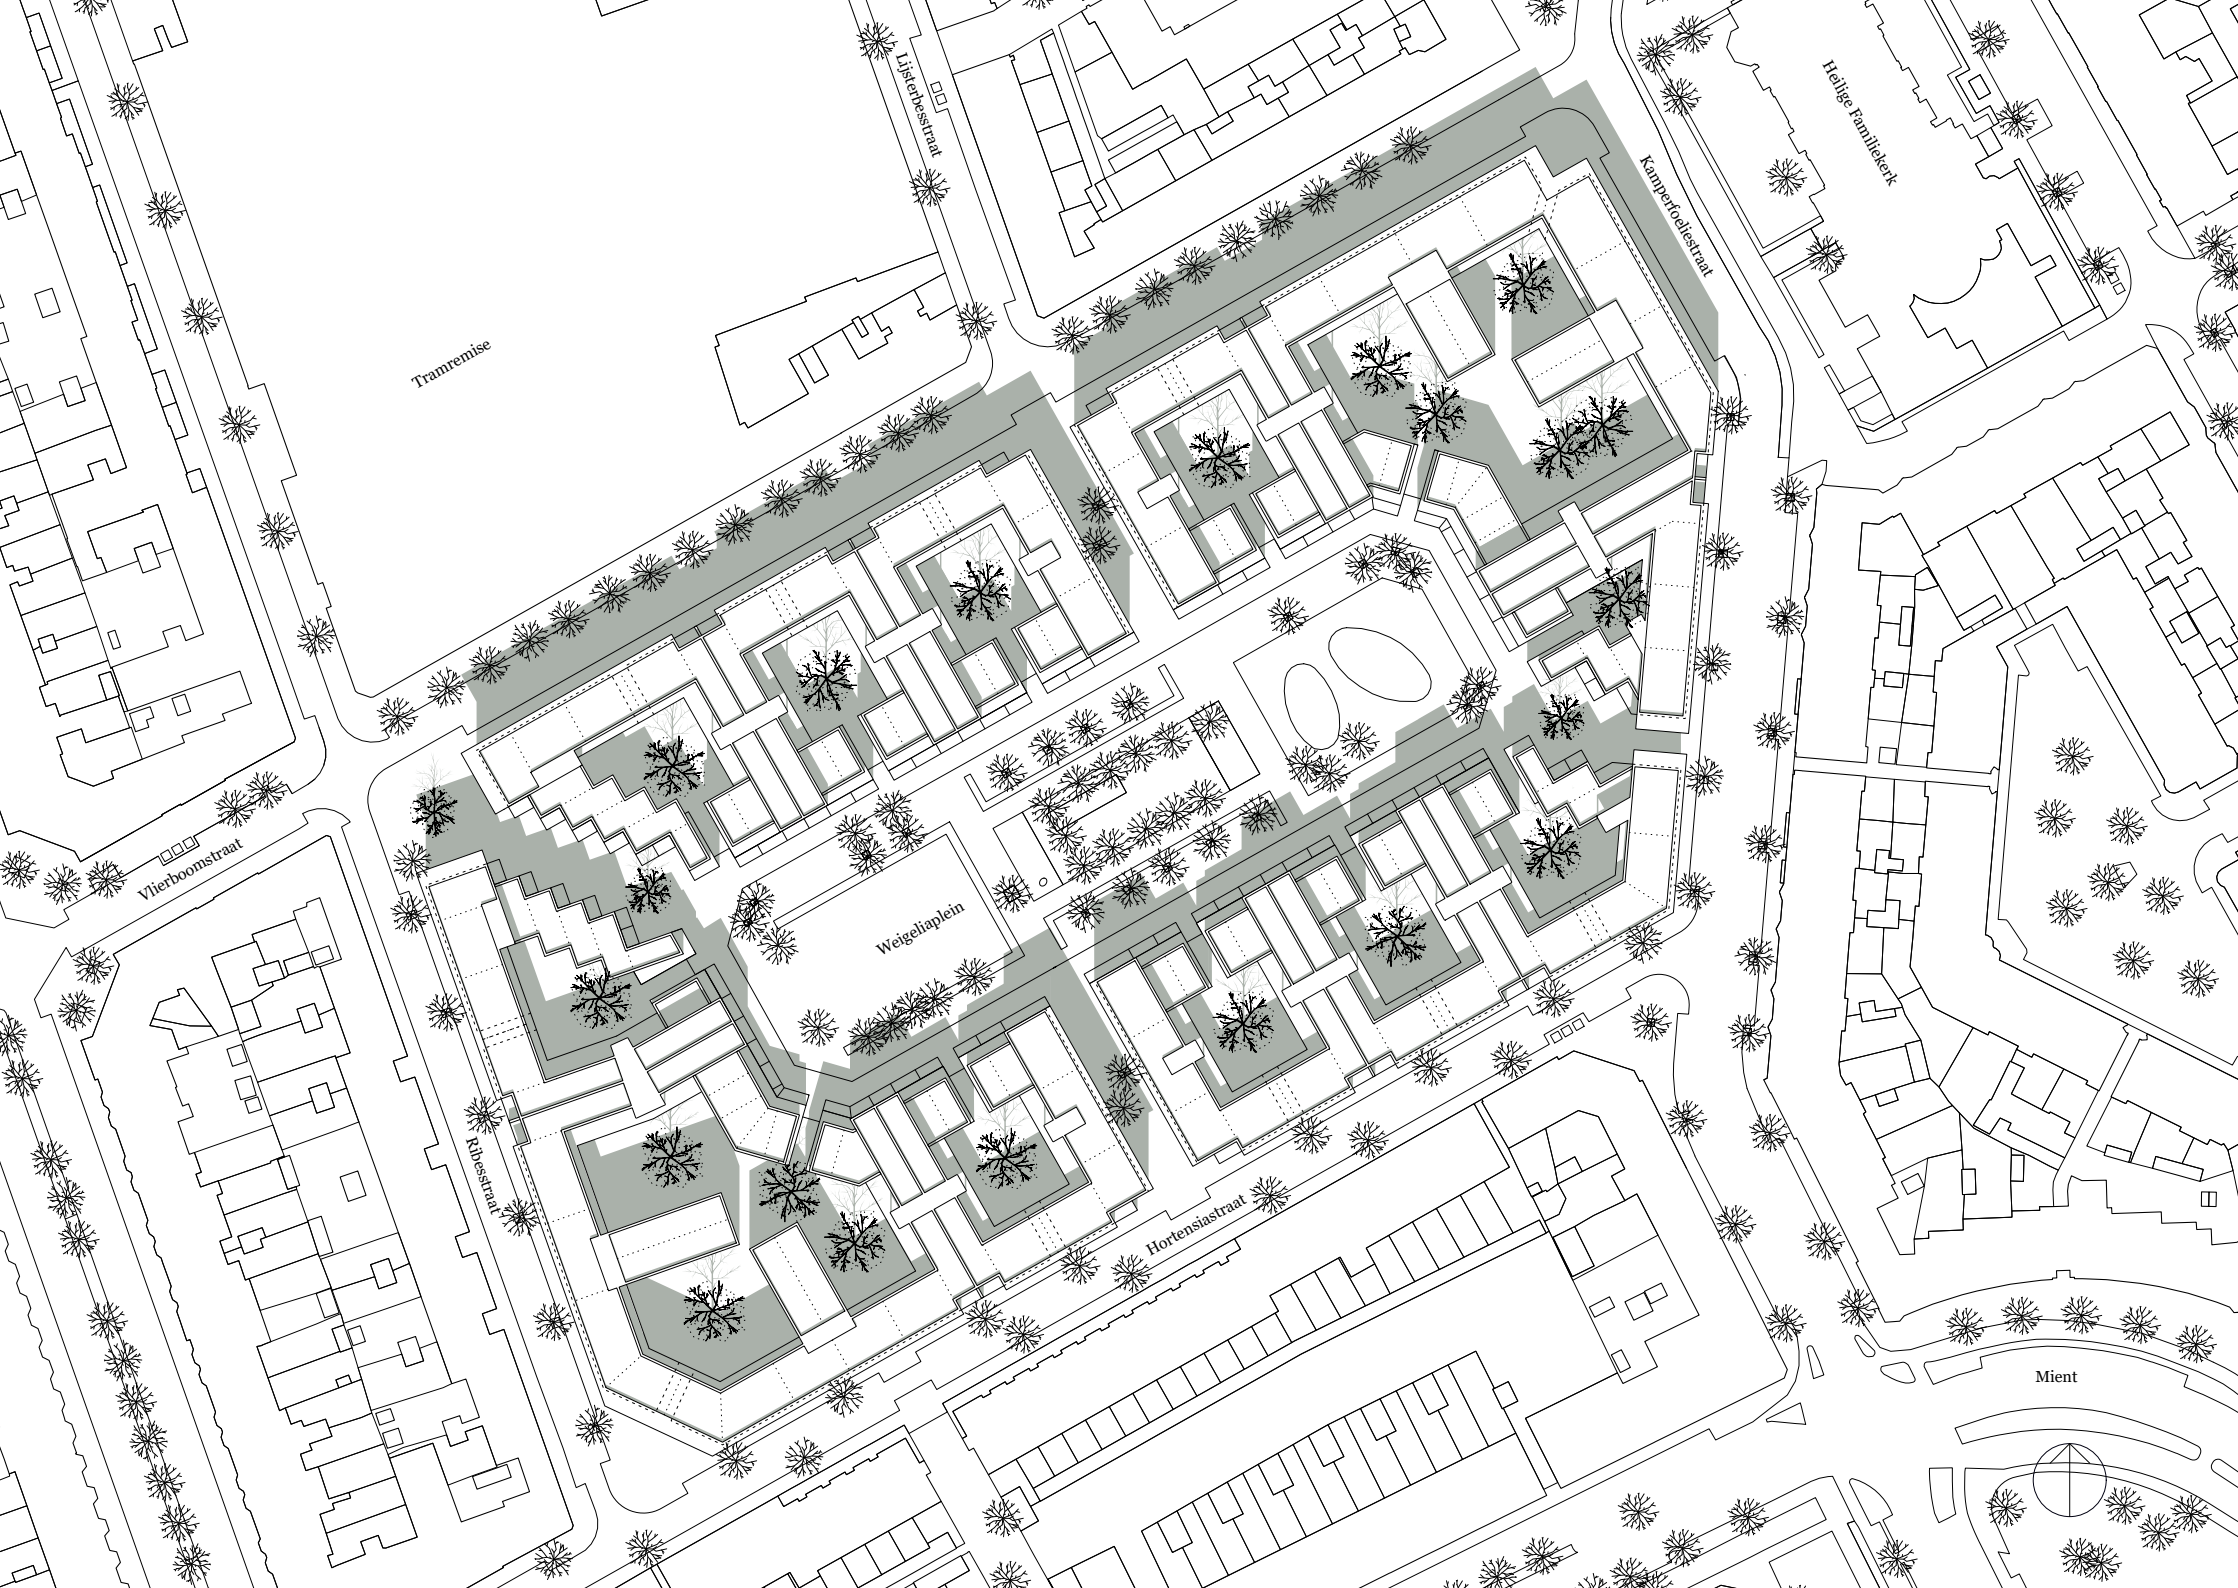 Lijsterbesstraat
Heilige Familiekerk
Kamperfoeliestraat
Tramremise
Vlierboomstraat
Weigeliaplein
Ribesstraat
Hortensiastraat
Mient